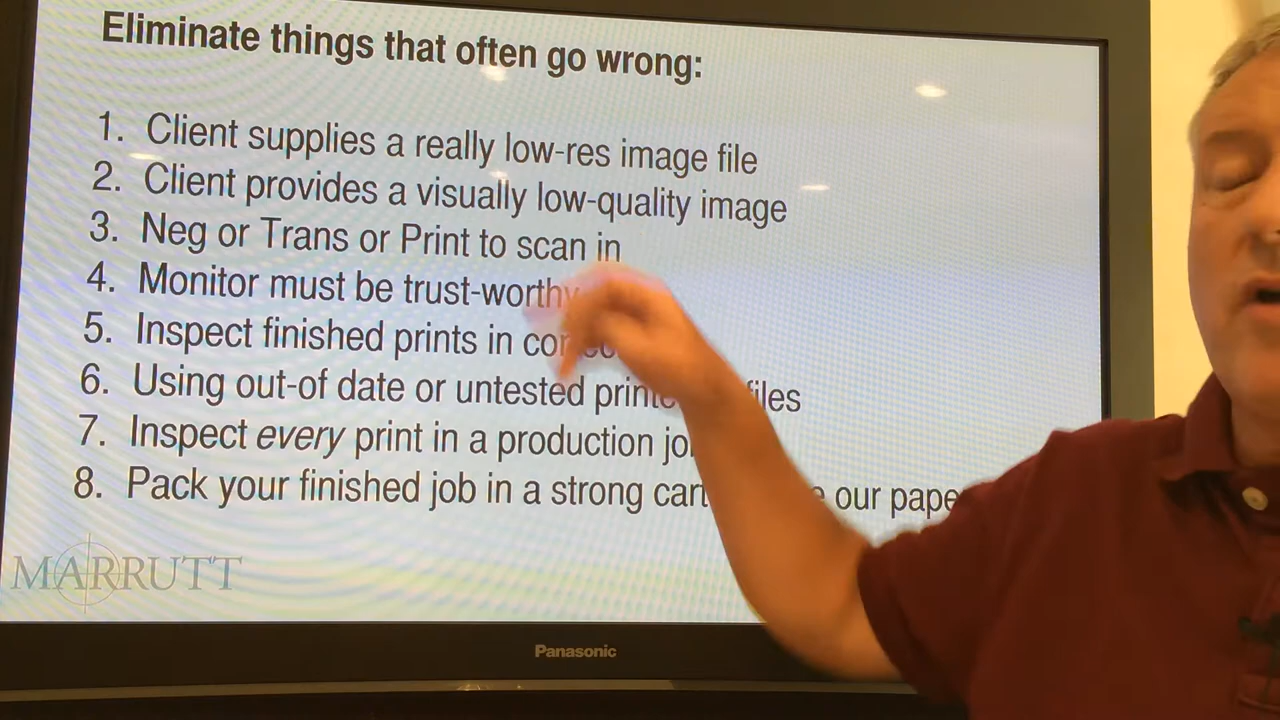 Eliminate things that often go wrong:
1. Client supplies a really low-res image file
2. Client provides a visually low-quality image
3. Neg or Trans or Print to scan in
4. Monitor must be trust-worthy
5. Inspect finished prints in
6. Using out-of date or untested
7. Inspect every print in a production
8. Pack your finished job in a strong our
MARRUTT
Panasonic